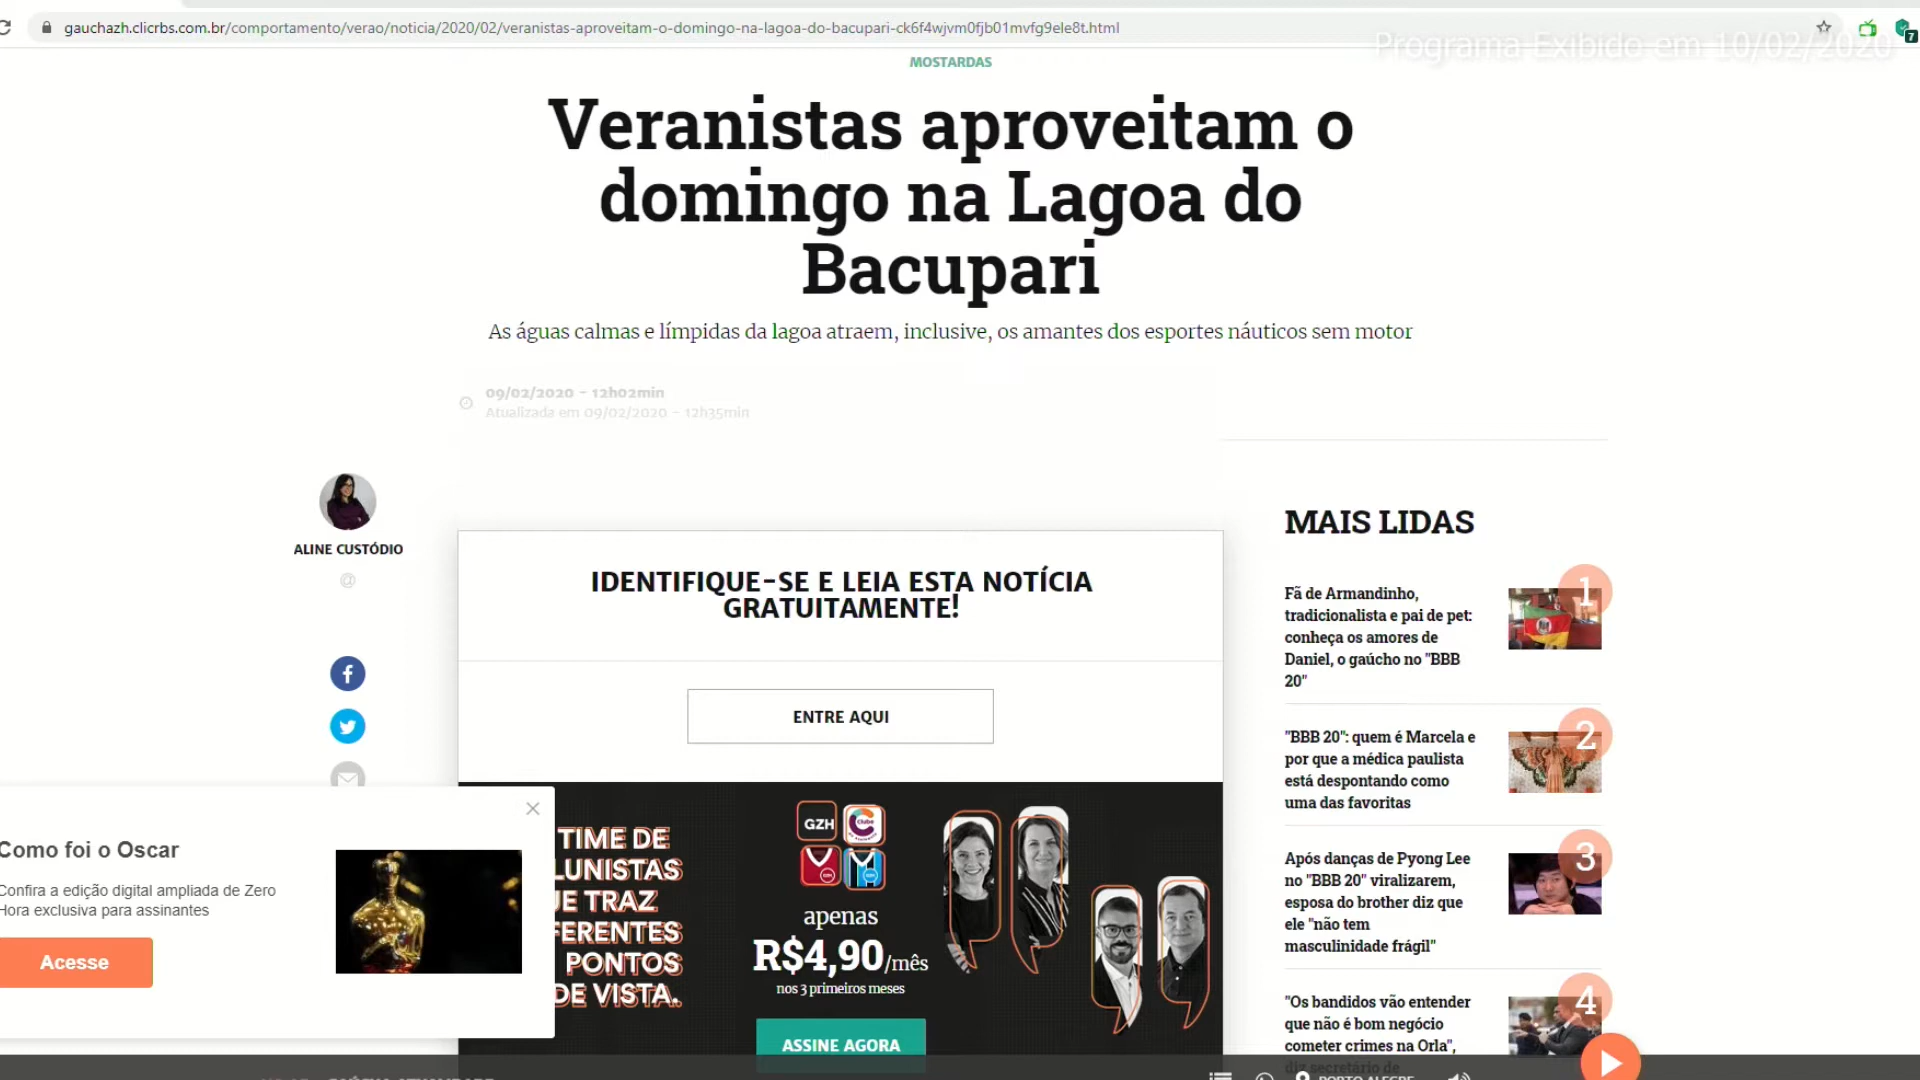 gauchazh.clicrbs.com.br/comportamento/verao/noticia/2020/02/veranistas-aproveitam-o-domingo-na-lagoa-do-bacupari-ck6f4wjvm0fjb01mvfg9ele8t.html
7
Programa Exibido em 10/02/2020
MOSTARDAS
Veranistas aproveitam o
domingo na Lagoa do
Bacupari
As águas calmas e límpidas da lagoa atraem, inclusive, os amantes dos esportes náuticos sem motor
09/02/2020 - 12h02min
Atualizada em 09/02/2020 - 12h35min
ALINE CUSTÓDIO
@
IDENTIFIQUE-SE E LEIA ESTA NOTÍCIA
GRATUITAMENTE!
ENTRE AQUI
TIME DE
LUNISTAS
UE TRAZ
FERENTES
PONTOS
DE VISTA.
GZH
Clube
apenas
R$4,90/mês
nos 3 primeiros meses
ASSINE AGORA
Como foi o Oscar
Confira a edição digital ampliada de Zero
Hora exclusiva para assinantes
Acesse
MAIS LIDAS
1
Fã de Armandinho,
tradicionalista e pai de pet:
conheça os amores de
Daniel, o gaúcho no "BBB
20"
2
"BBB 20": quem é Marcela e
por que a médica paulista
está despontando como
uma das favoritas
3
Após danças de Pyong Lee
no "BBB 20" viralizarem,
esposa do brother diz que
ele "não tem
masculinidade frágil"
4
"Os bandidos vão entender
que não é bom negócio
cometer crimes na Orla",
diz secretário de
PORTO ALEGRE